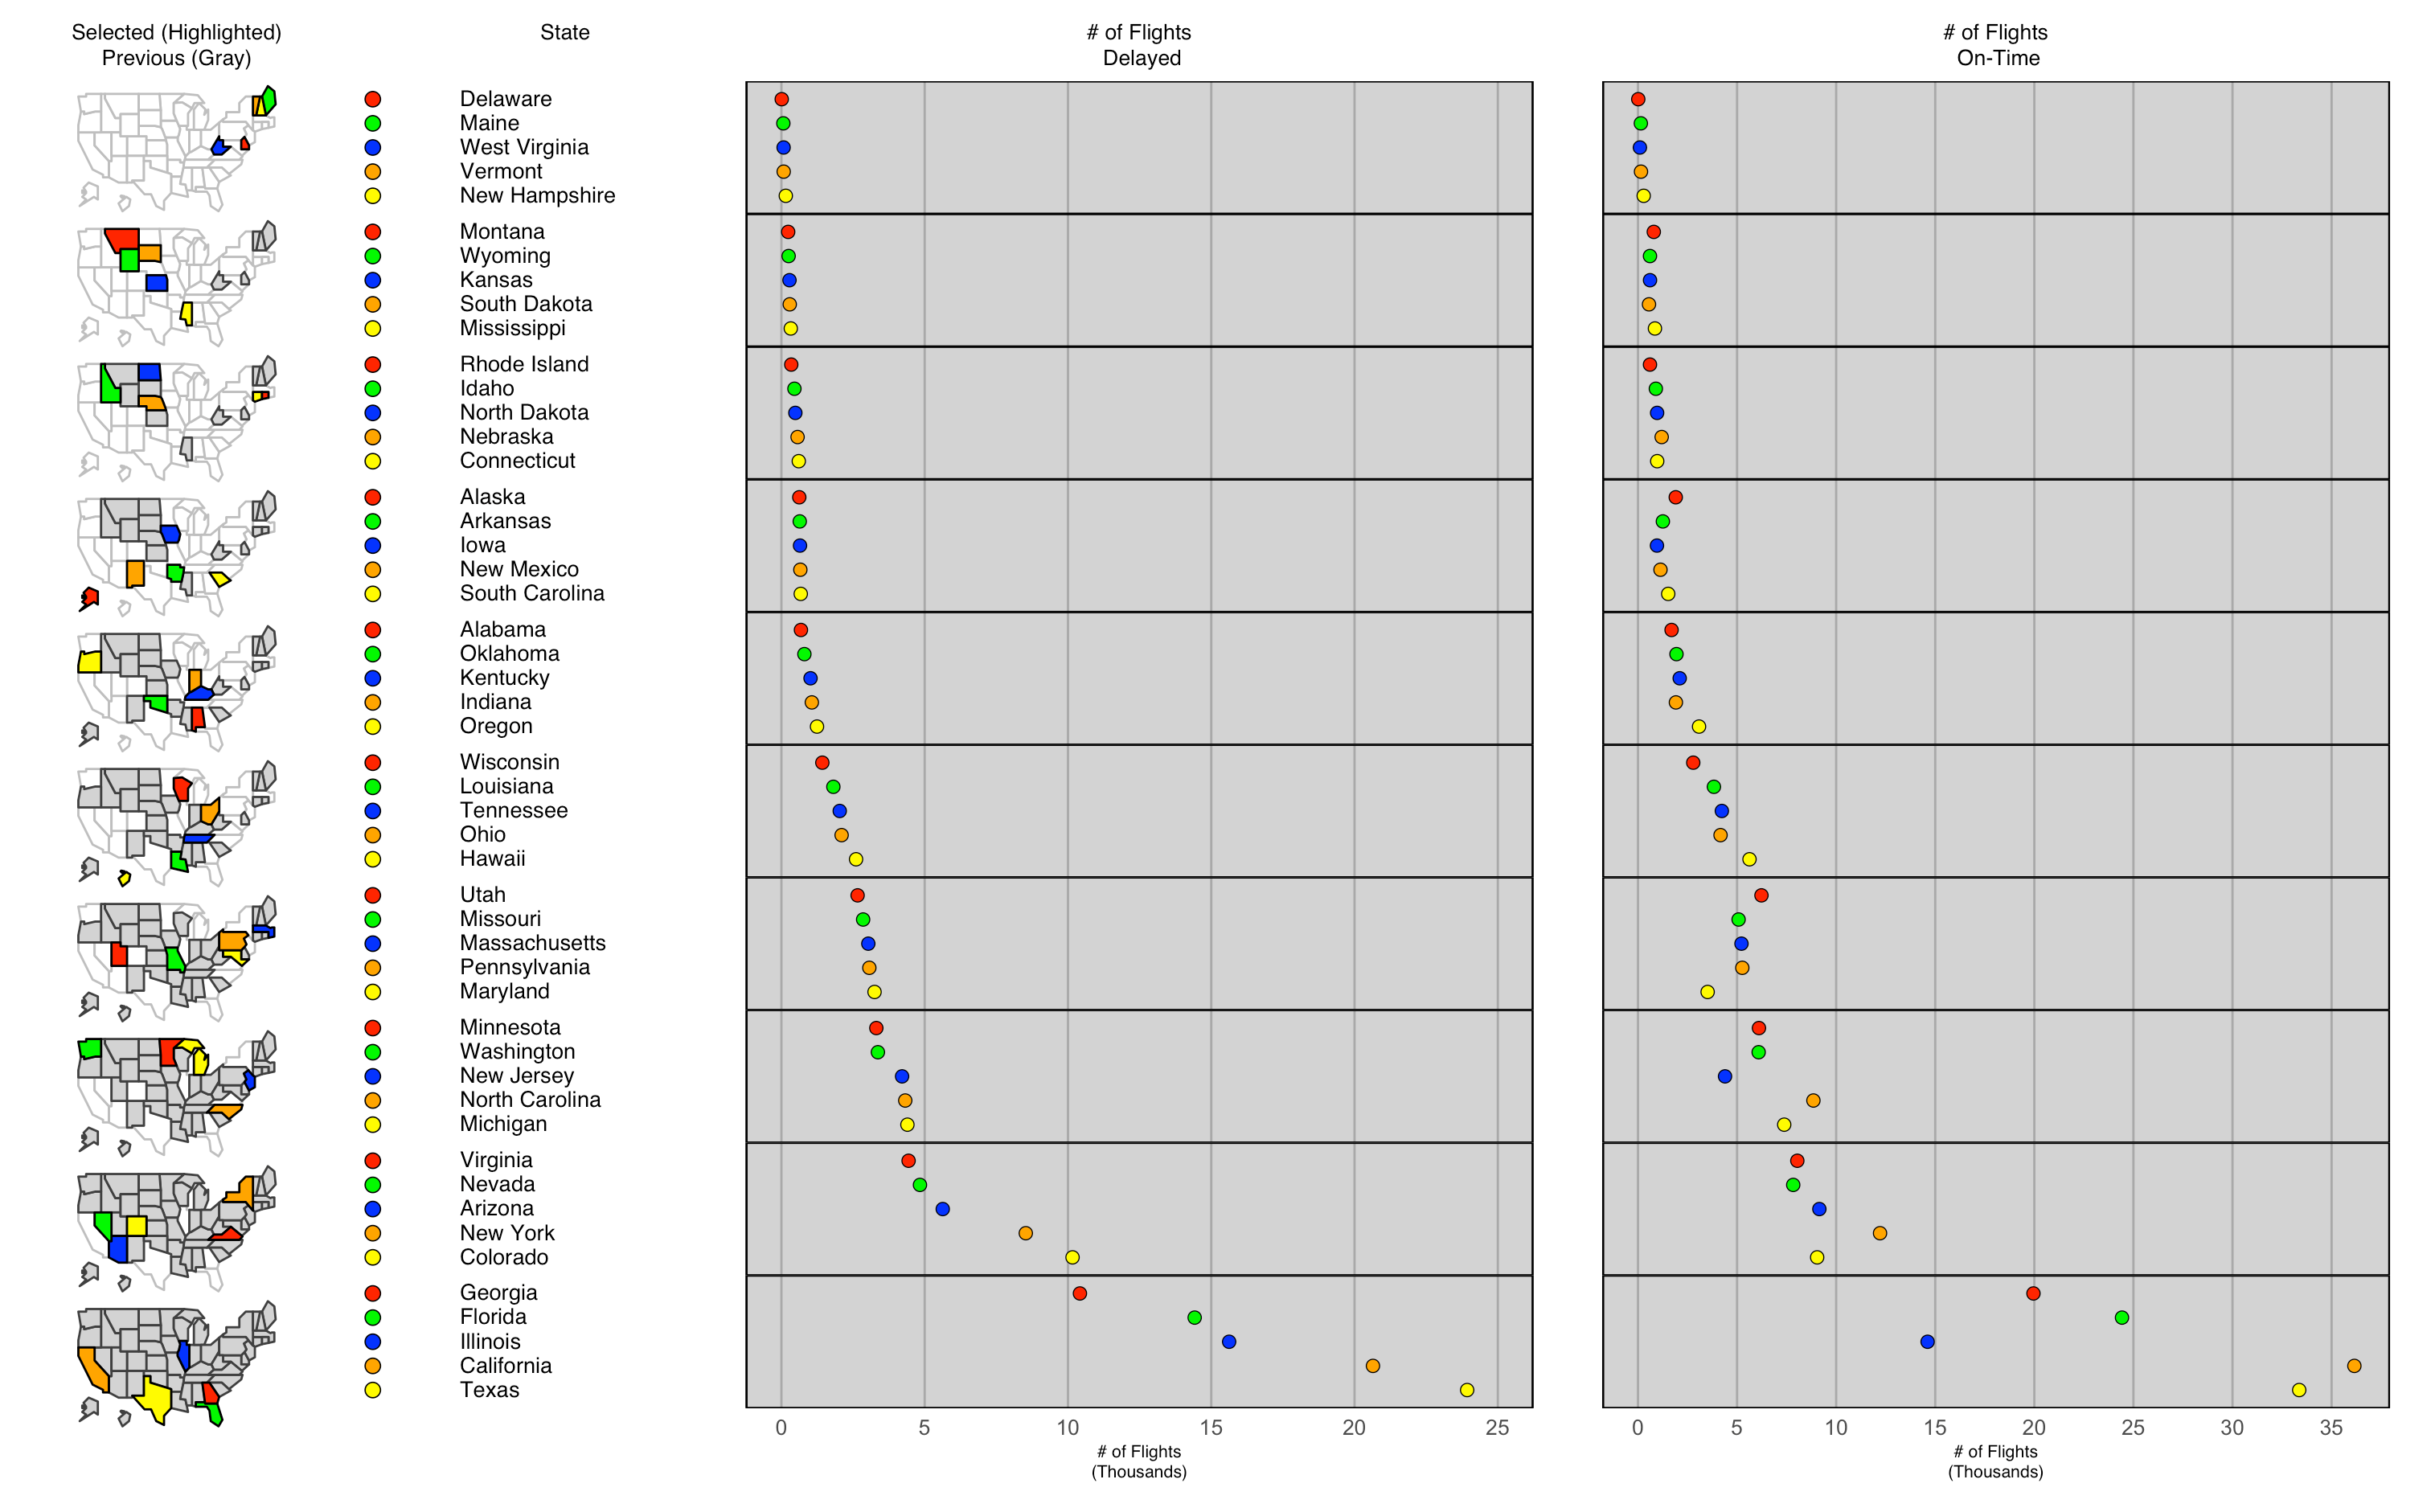 Selected (Highlighted)
Previous (Gray)
State
# of Flights
Delayed
# of Flights
On-Time
Delaware
Maine
West Virginia
Vermont
New Hampshire
Montana
Wyoming
Kansas
South Dakota
Mississippi
Rhode Island
Idaho
North Dakota
Nebraska
Connecticut
Alaska
Arkansas
Iowa
New Mexico
South Carolina
Alabama
Oklahoma
Kentucky
Indiana
Oregon
Wisconsin
Louisiana
Tennessee
Ohio
Hawaii
Utah
Missouri
Massachusetts
Pennsylvania
Maryland
Minnesota
Washington
New Jersey
North Carolina
Michigan
Virginia
Nevada
Arizona
New York
Colorado
Georgia
Florida
Illinois
California
Texas
0 5 10 15 20 25
# of Flights
(Thousands)
0 5 10 15 20 25 30 35
# of Flights
(Thousands)